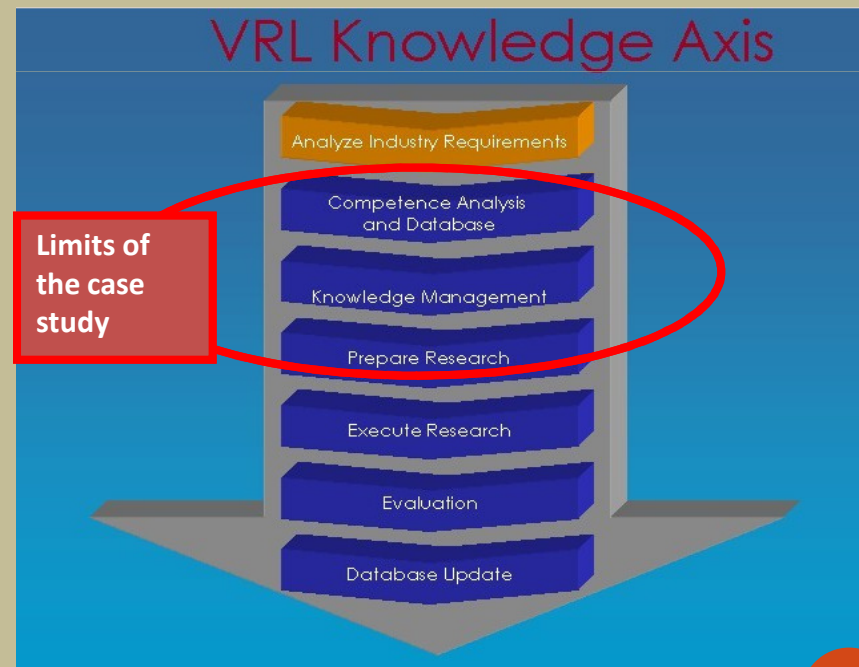 VRL Knowledge Axis
Analyze Industry Requirements
Competence Analysis
and Database
Limits of
the case
study
Knowledge Management
Prepare Research
Execute Research
Evaluation
Database Update